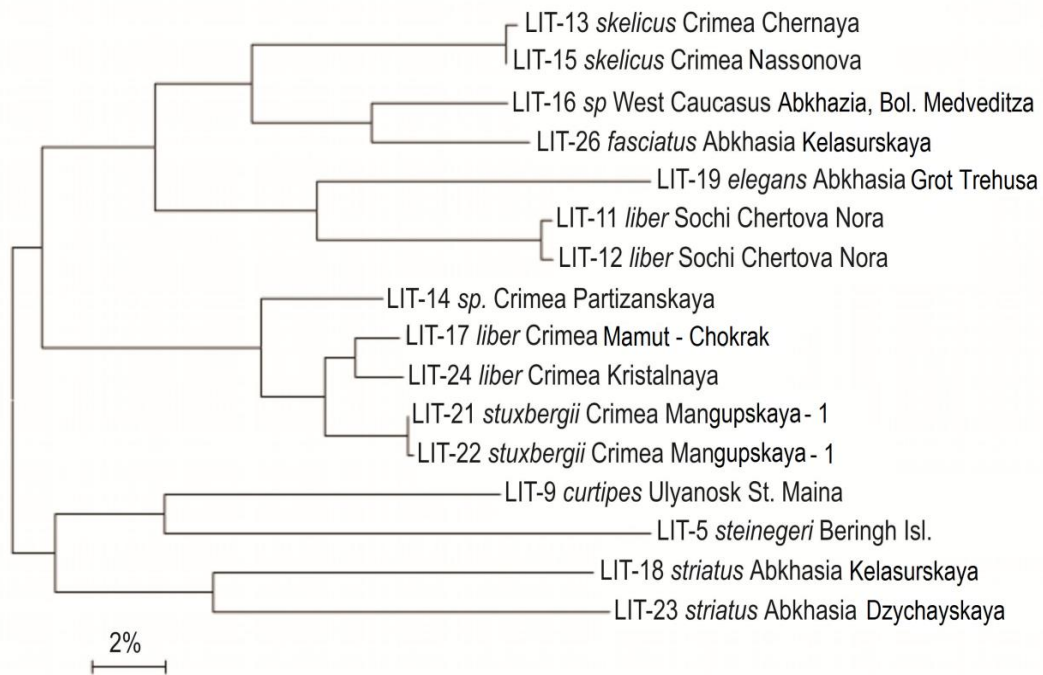 LIT-13 skelicus Crimea Chernaya
LIT-15 skelicus Crimea Nassonova
LIT-16 sp West Caucasus Abkhazia, Bol. Medveditza
LIT-26 fasciatus Abkhasia Kelasurskaya
LIT-19 elegans Abkhasia Grot Trehusa
LIT-11 liber Sochi Chertova Nora
LIT-12 liber Sochi Chertova Nora
LIT-14 sp. Crimea Partizanskaya
LIT-17 liber Crimea Mamut - Chokrak
LIT-24 liber Crimea Kristalnaya
LIT-21 stuxbergii Crimea Mangupskaya - 1
LIT-22 stuxbergii Crimea Mangupskaya - 1
LIT-9 curtipes Ulyanosk St. Maina
LIT-5 steinegeri Beringh Isl.
LIT-18 striatus Abkhasia Kelasurskaya
LIT-23 striatus Abkhasia Dzychayskaya
2%